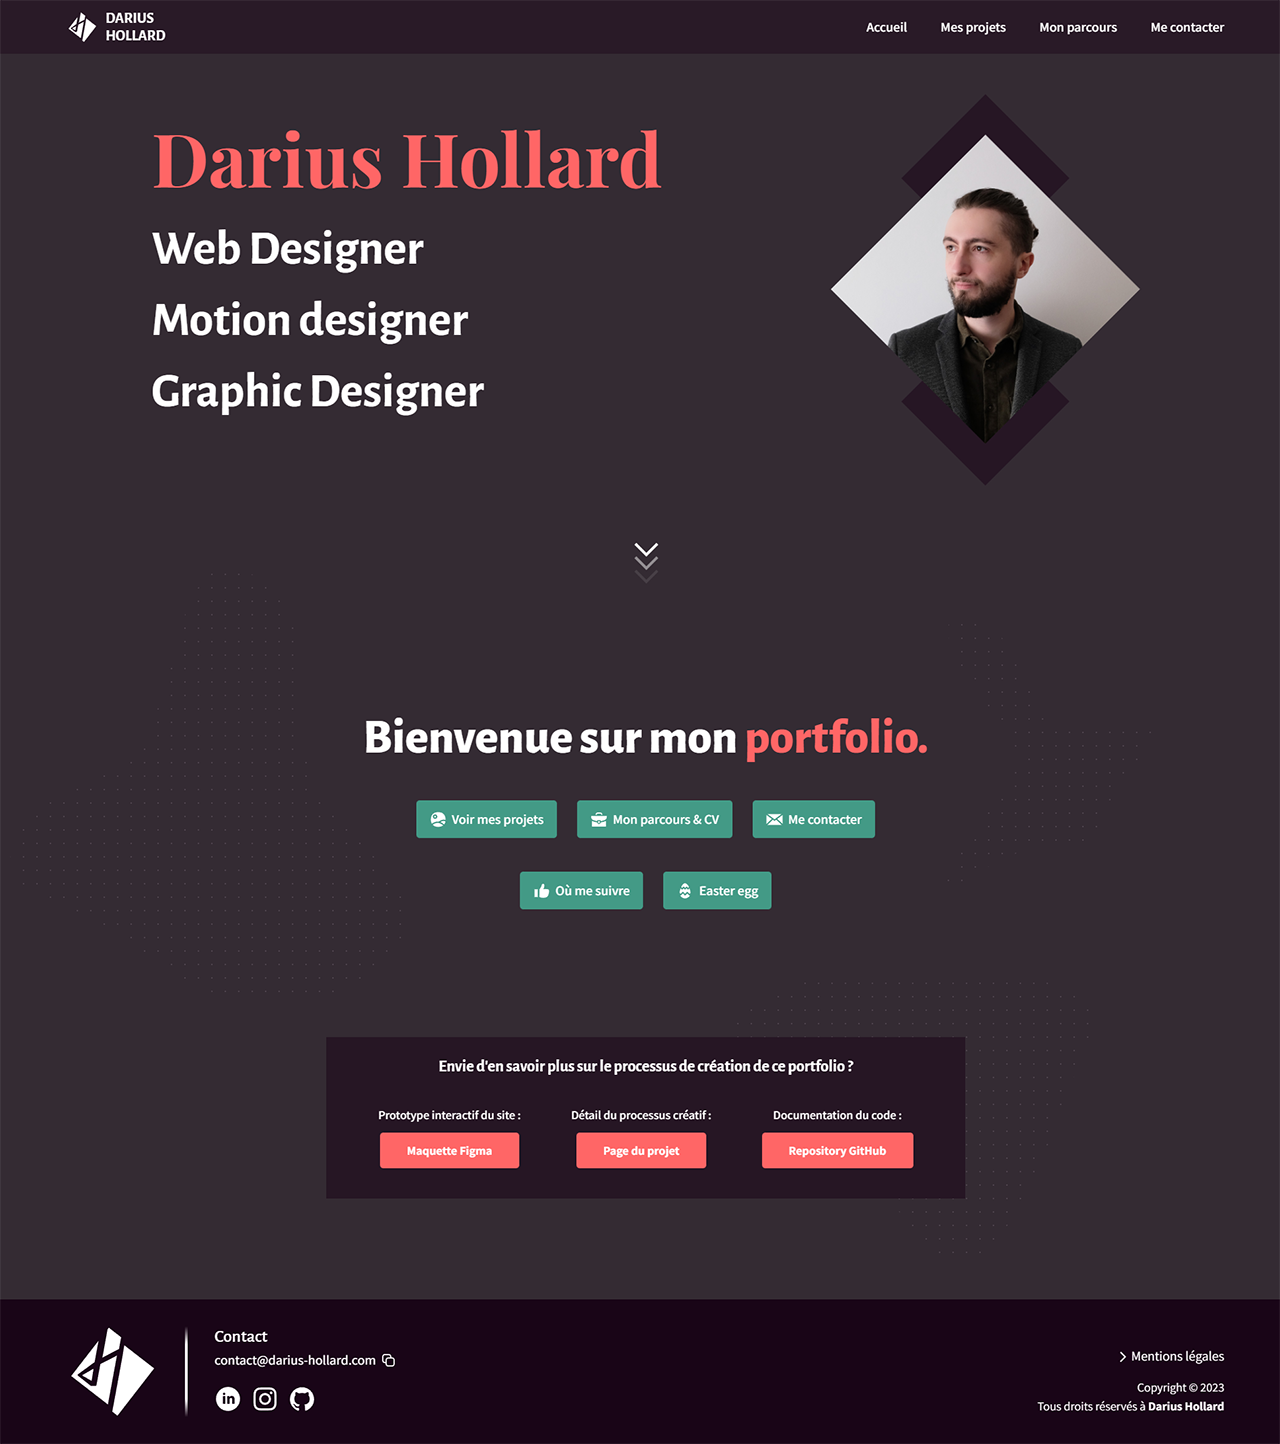 DARIUS
HOLLARD
Accueil
Mes projets
Mon parcours
Me contacter
Darius Hollard
Web Designer
Motion designer
Graphic Designer
Bienvenue sur mon portfolio.
Voir mes projets
Mon parcours & CV
Me contacter
Où me suivre
Easter egg
Envie d'en savoir plus sur le processus de création de ce portfolio ?
Prototype interactif du site :
Maquette Figma
Détail du processus créatif :
Page du projet
Documentation du code :
Repository GitHub
Contact
contact@darius-hollard.com
in
Mentions légales
Copyright © 2023
Tous droits réservés à Darius Hollard